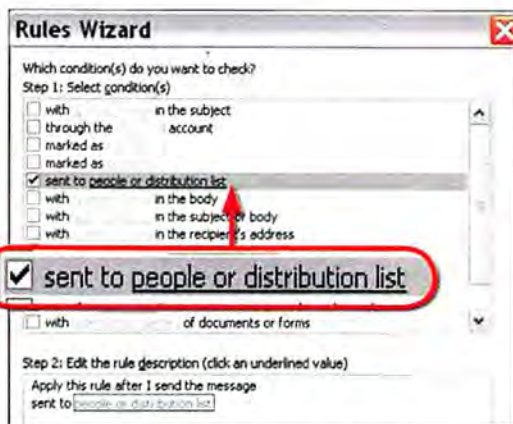 Rules Wizard
Which condition(s) do you want to check?
Step 1: Select condition(s)
with in the subject
through the account
marked as
marked as
sent to people or distribution list
with in the body
with in the subject or body
with in the recipient's address
sent to people or distribution list
with of documents or forms
Step 2: Edit the rule description (click an underlined value)
Apply this rule after I send the message
sent to people or distribution list